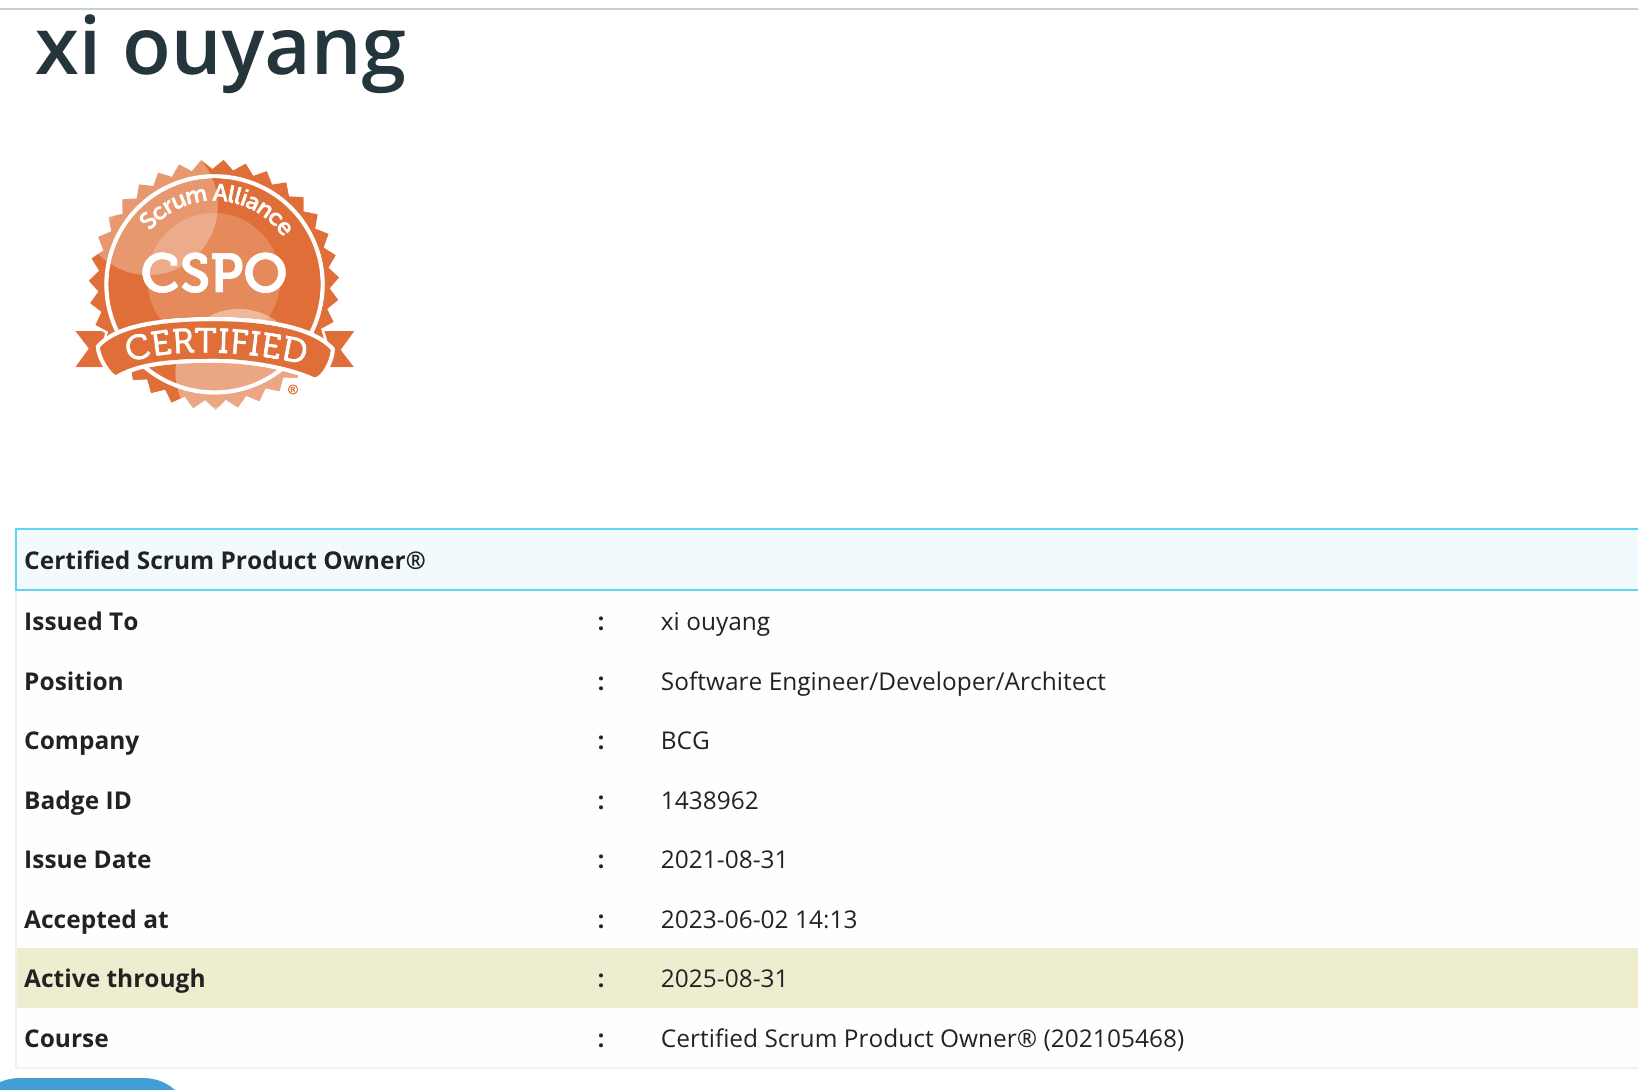 xi ouyang
Scrum Alliance
CSPO
CERTIFIED
®
Certified Scrum Product Owner®
Issued To : xi ouyang
Position : Software Engineer/Developer/Architect
Company : BCG
Badge ID : 1438962
Issue Date : 2021-08-31
Accepted at : 2023-06-02 14:13
Active through : 2025-08-31
Course : Certified Scrum Product Owner® (202105468)